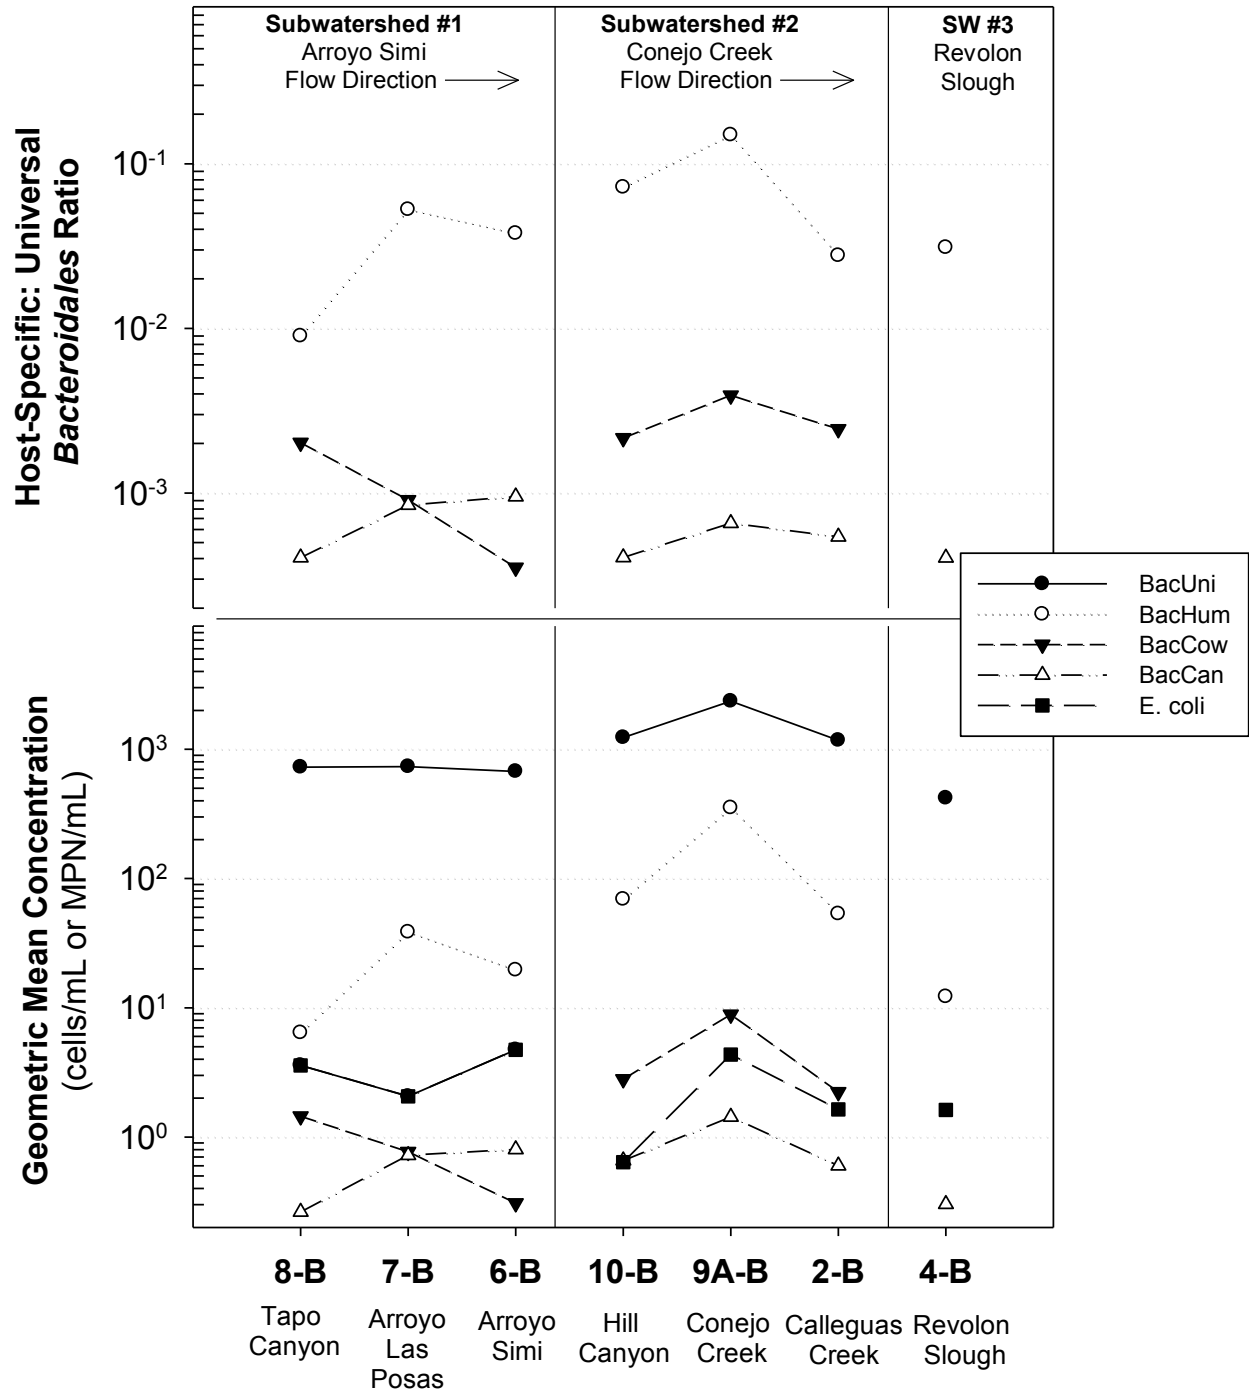 Subwatershed #1
Arroyo Simi
Flow Direction
Subwatershed #2
Conejo Creek
Flow Direction
SW #3
Revolon
Slough
Host-Specific: Universal
Bacteroidales Ratio
10-1
10-2
10-3
BacUni
BacHum
BacCow
BacCan
E. coli
Geometric Mean Concentration
(cells/mL or MPN/mL)
103
102
101
100
8-B
7-B
6-B
10-B
9A-B
2-B
4-B
Tapo
Canyon
Arroyo
Las
Posas
Arroyo
Simi
Hill
Canyon
Conejo
Creek
Calleguas
Creek
Revolon
Slough